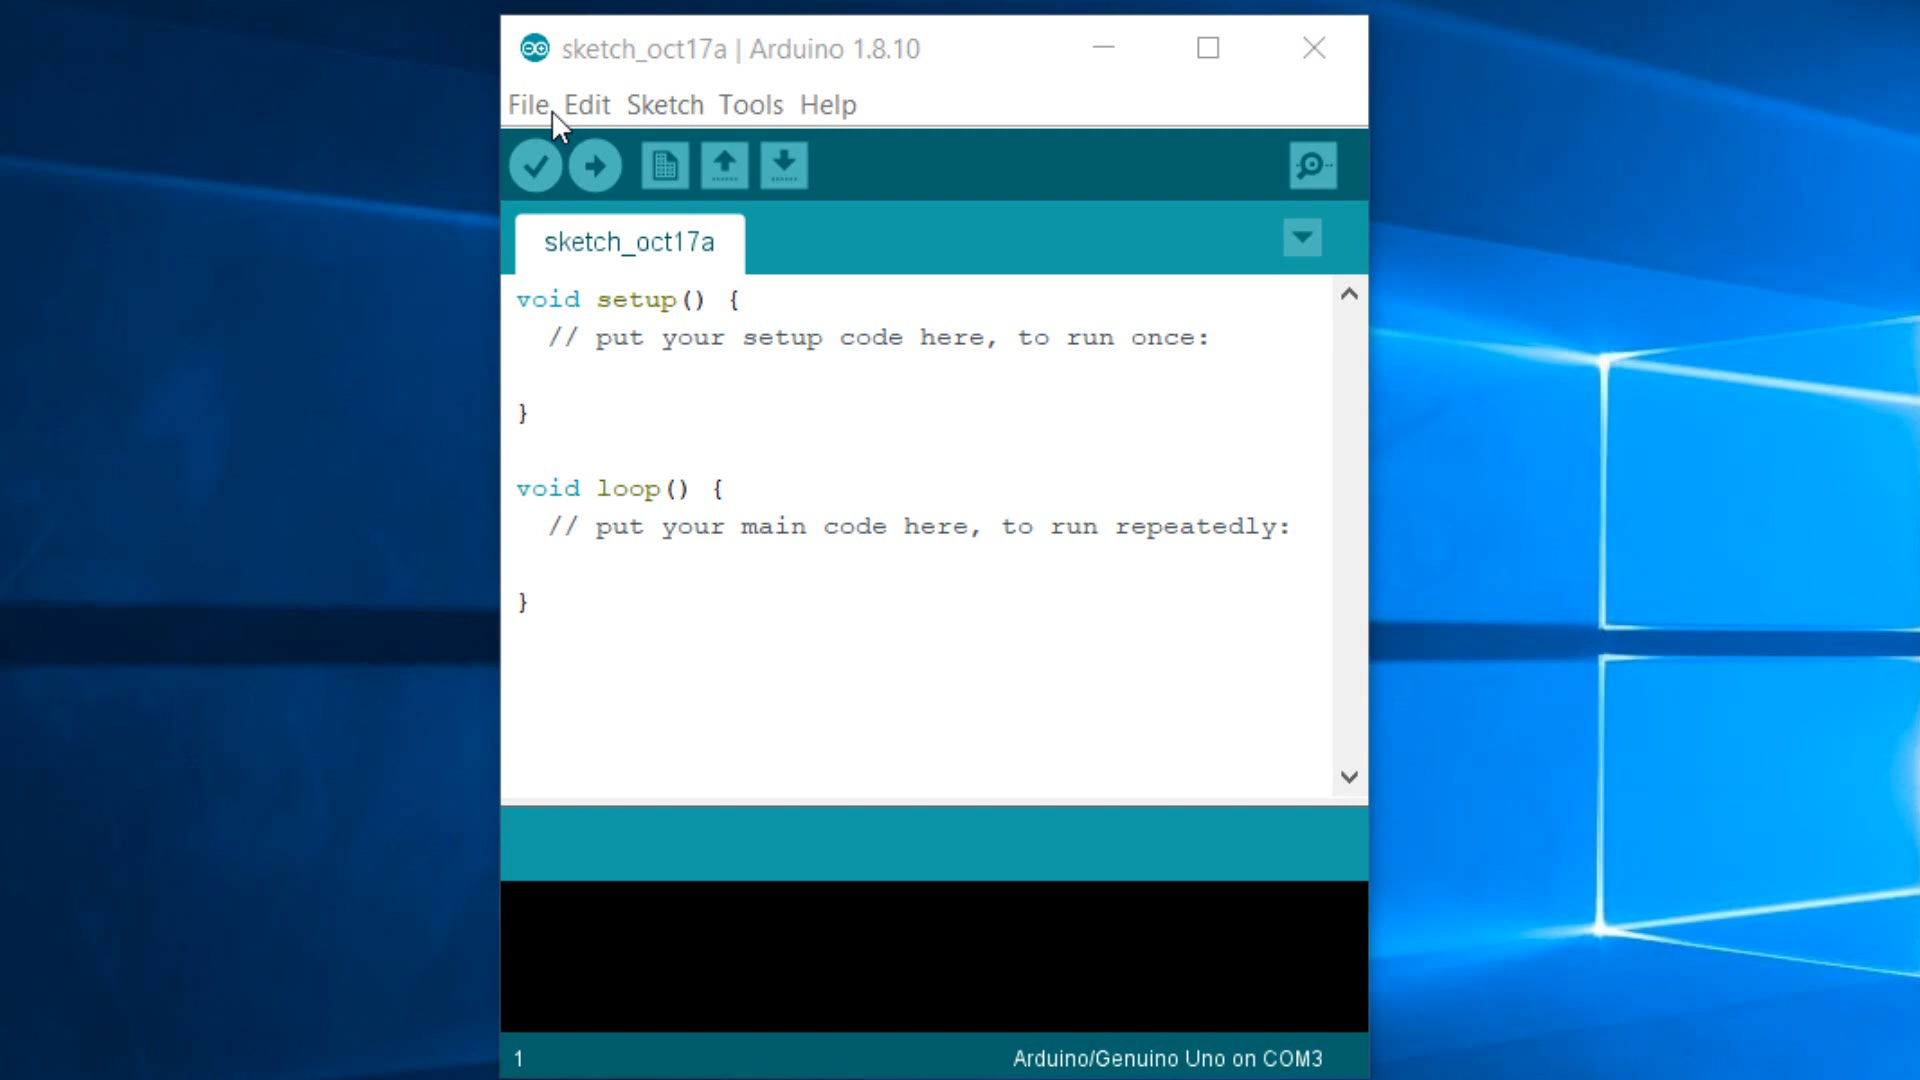 sketch_oct17a | Arduino 1.8.10
File Edit Sketch Tools Help
sketch_oct17a
void setup() {
  // put your setup code here, to run once:
}
void loop() {
  // put your main code here, to run repeatedly:
}
1
Arduino/Genuino Uno on COM3